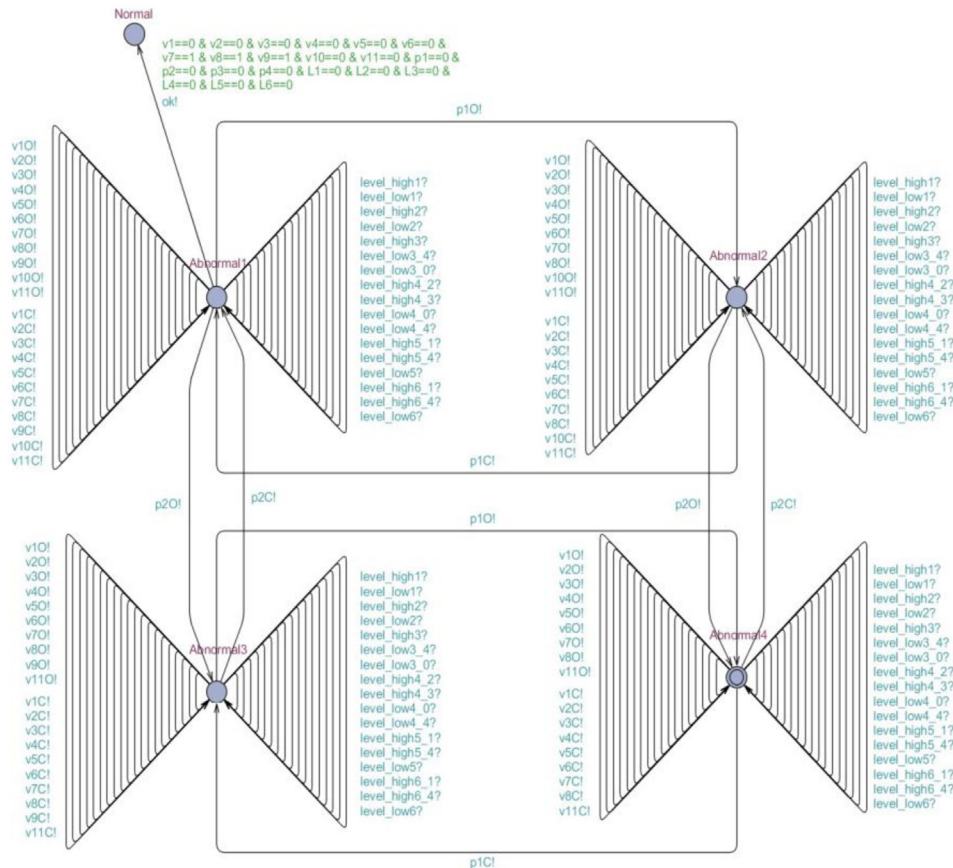 Normal
v1==0 & v2==0 & v3==0 & v4==0 & v5==0 & v6==0 &
v7==1 & v8==1 & v9==1 & v10==0 & v11==0 & p1==0 &
p2==0 & p3==0 & p4==0 & L1==0 & L2==0 & L3==0 &
L4==0 & L5==0 & L6==0
ok!
p1O!
v1O!
v2O!
v3O!
v4O!
v5O!
v6O!
v7O!
v8O!
v9O!
v10O!
v11O!
v1C!
v2C!
v3C!
v4C!
v5C!
v6C!
v7C!
v8C!
v9C!
v10C!
v11C!
Abnormal1
level_high1?
level_low1?
level_high2?
level_low2?
level_high3?
level_low3_4?
level_low3_0?
level_high4_2?
level_high4_3?
level_low4_0?
level_low4_4?
level_high5_1?
level_high5_4?
level_low5?
level_high6_1?
level_high6_4?
level_low6?
v1O!
v2O!
v3O!
v4O!
v5O!
v6O!
v7O!
v8O!
v10O!
v11O!
v1C!
v2C!
v3C!
v4C!
v5C!
v6C!
v7C!
v8C!
v10C!
v11C!
Abnormal2
level_high1?
level_low1?
level_high2?
level_low2?
level_high3?
level_low3_4?
level_low3_0?
level_high4_2?
level_high4_3?
level_low4_0?
level_low4_4?
level_high5_1?
level_high5_4?
level_low5?
level_high6_1?
level_high6_4?
level_low6?
p1C!
p2O!
p2C!
p2O!
p2C!
p1O!
v1O!
v2O!
v3O!
v4O!
v5O!
v6O!
v7O!
v8O!
v9O!
v11O!
v1C!
v2C!
v3C!
v4C!
v5C!
v6C!
v7C!
v8C!
v9C!
v11C!
Abnormal3
level_high1?
level_low1?
level_high2?
level_low2?
level_high3?
level_low3_4?
level_low3_0?
level_high4_2?
level_high4_3?
level_low4_0?
level_low4_4?
level_high5_1?
level_high5_4?
level_low5?
level_high6_1?
level_high6_4?
level_low6?
v1O!
v2O!
v3O!
v4O!
v5O!
v6O!
v7O!
v8O!
v11O!
v1C!
v2C!
v3C!
v4C!
v5C!
v6C!
v7C!
v8C!
v11C!
Abnormal4
level_high1?
level_low1?
level_high2?
level_low2?
level_high3?
level_low3_4?
level_low3_0?
level_high4_2?
level_high4_3?
level_low4_0?
level_low4_4?
level_high5_1?
level_high5_4?
level_low5?
level_high6_1?
level_high6_4?
level_low6?
p1C!